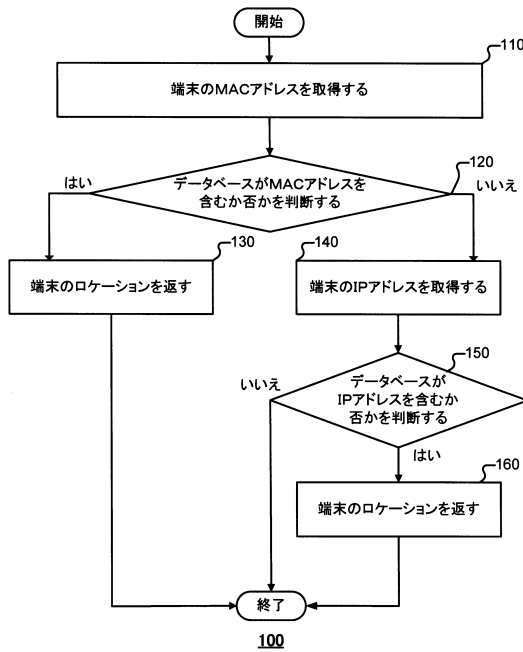 開始
110
端末のMACアドレスを取得する
120
データベースがMACアドレスを
含むか否かを判断する
はい
いいえ
130
端末のロケーションを返す
140
端末のIPアドレスを取得する
150
データベースが
IPアドレスを含むか
否かを判断する
いいえ
はい
160
端末のロケーションを返す
終了
100